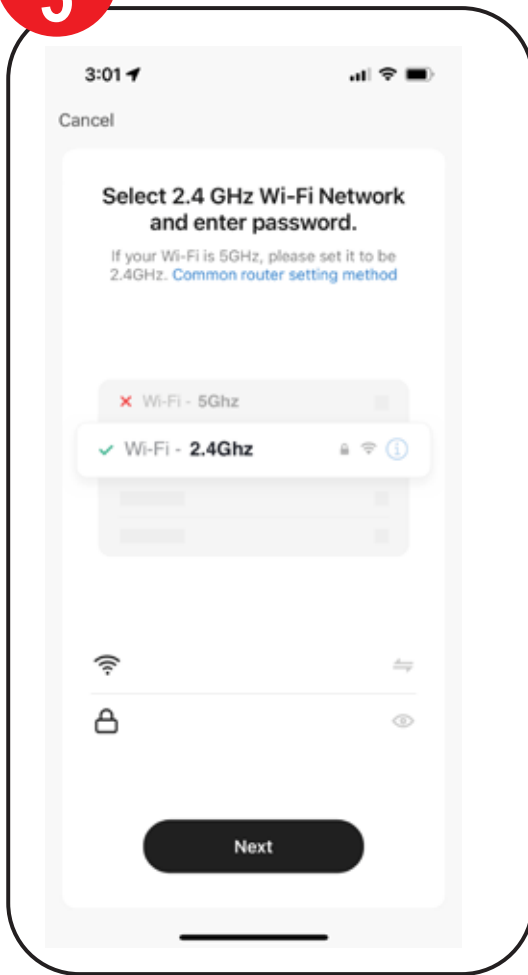 3:01
Cancel
Select 2.4 GHz Wi-Fi Network
and enter password.
If your Wi-Fi is 5GHz, please set it to be
2.4GHz. Common router setting method
Wi-Fi - 5Ghz
Wi-Fi - 2.4Ghz
Next